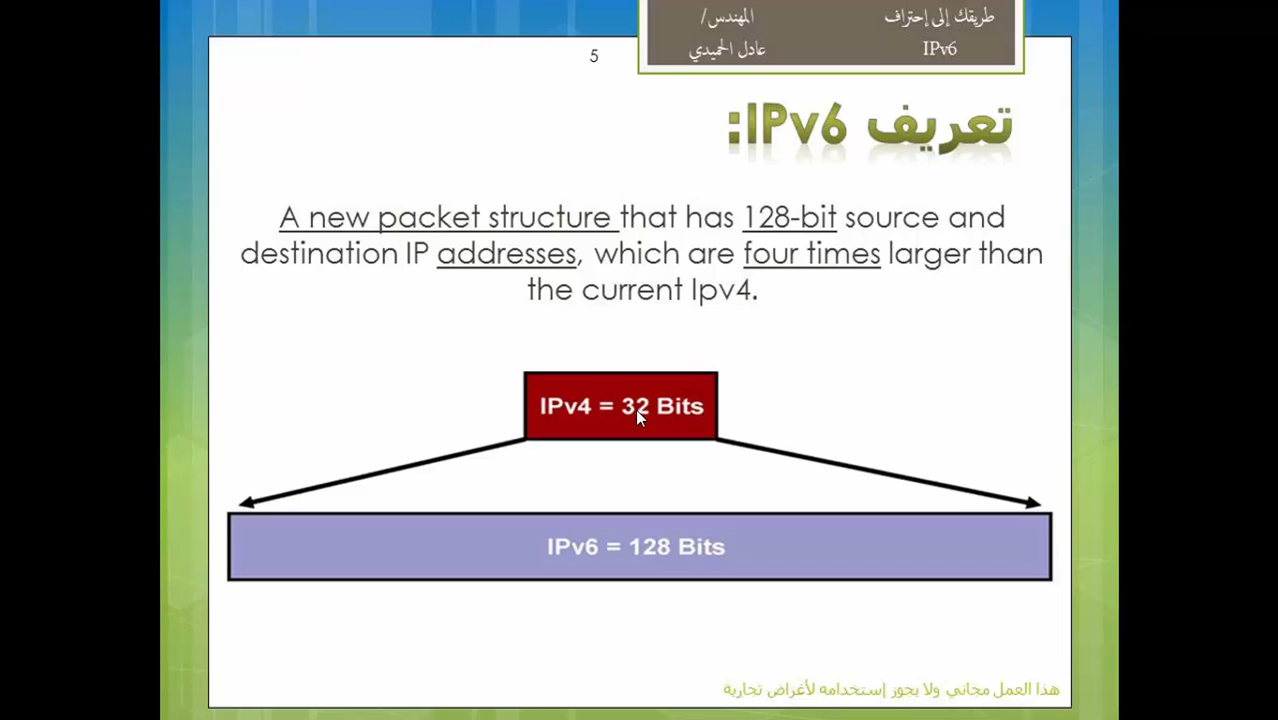 طريقك إلى إحتراف
IPv6
المهندس/
عادل الحميدي
5
تعريف IPv6:
A new packet structure that has 128-bit source and
destination IP addresses, which are four times larger than
the current Ipv4.
IPv4 = 32 Bits
IPv6 = 128 Bits
هذا العمل مجاني ولا يجوز إستخدامه لأغراض تجارية